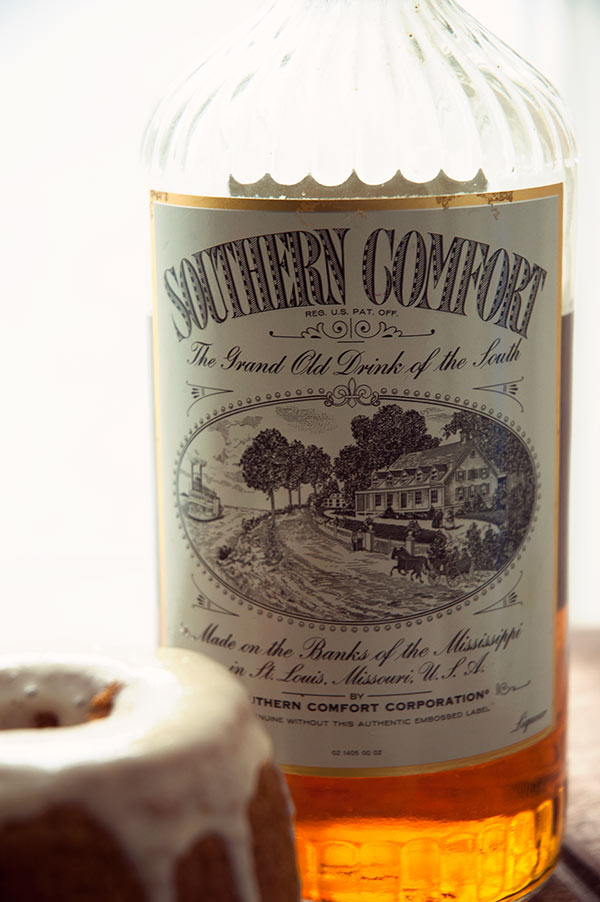 SOUTHERN COMFORT
REG. U.S. PAT. OFF.
The Grand Old Drink of the South
Made on the Banks of the Mississippi
in St. Louis, Missouri, U.S.A.
BY
UTHERN COMFORT CORPORATION®
NUINE WITHOUT THIS AUTHENTIC EMBOSSED LABEL
Liqueur
02 1405 00 02